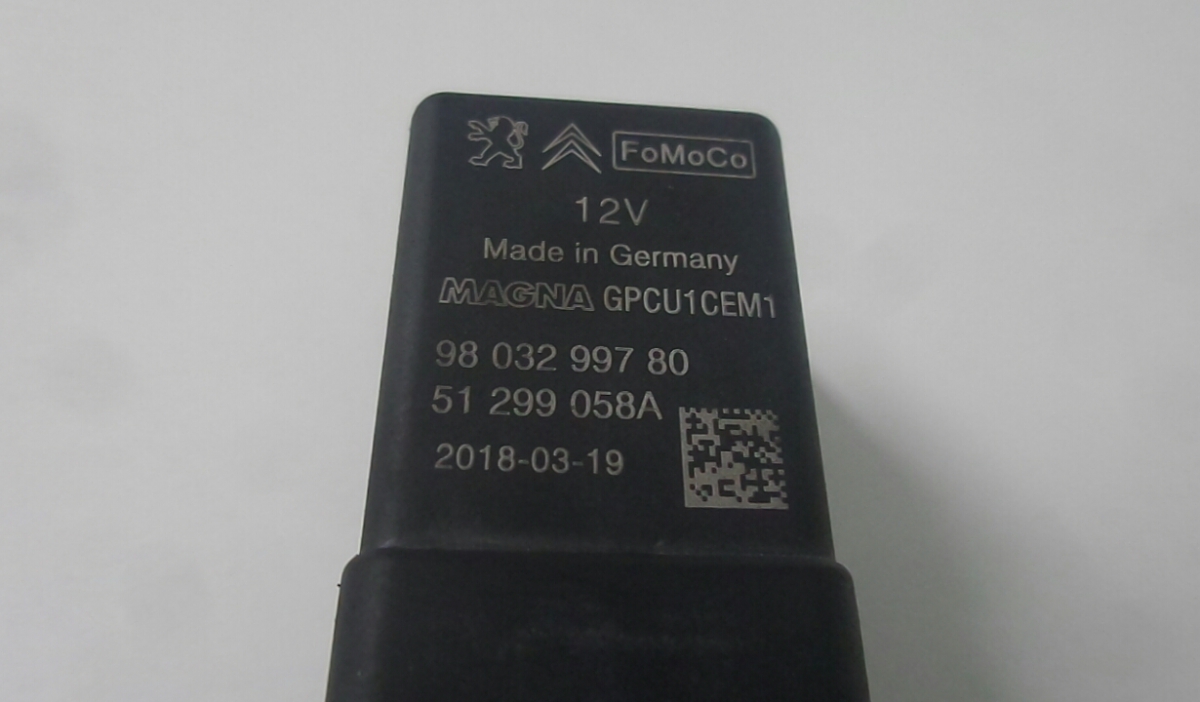 FoMoCo
12V
Made in Germany
MAGNA GPCU1CEM1
98 032 997 80
51 299 058A
2018-03-19